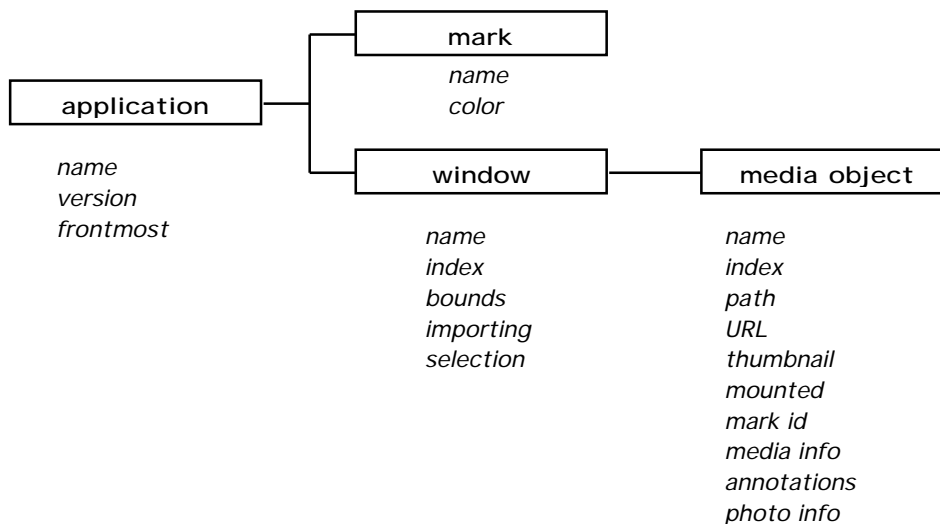 mark
name
color
application
name
version
frontmost
window
name
index
bounds
importing
selection
media object
name
index
path
URL
thumbnail
mounted
mark id
media info
annotations
photo info